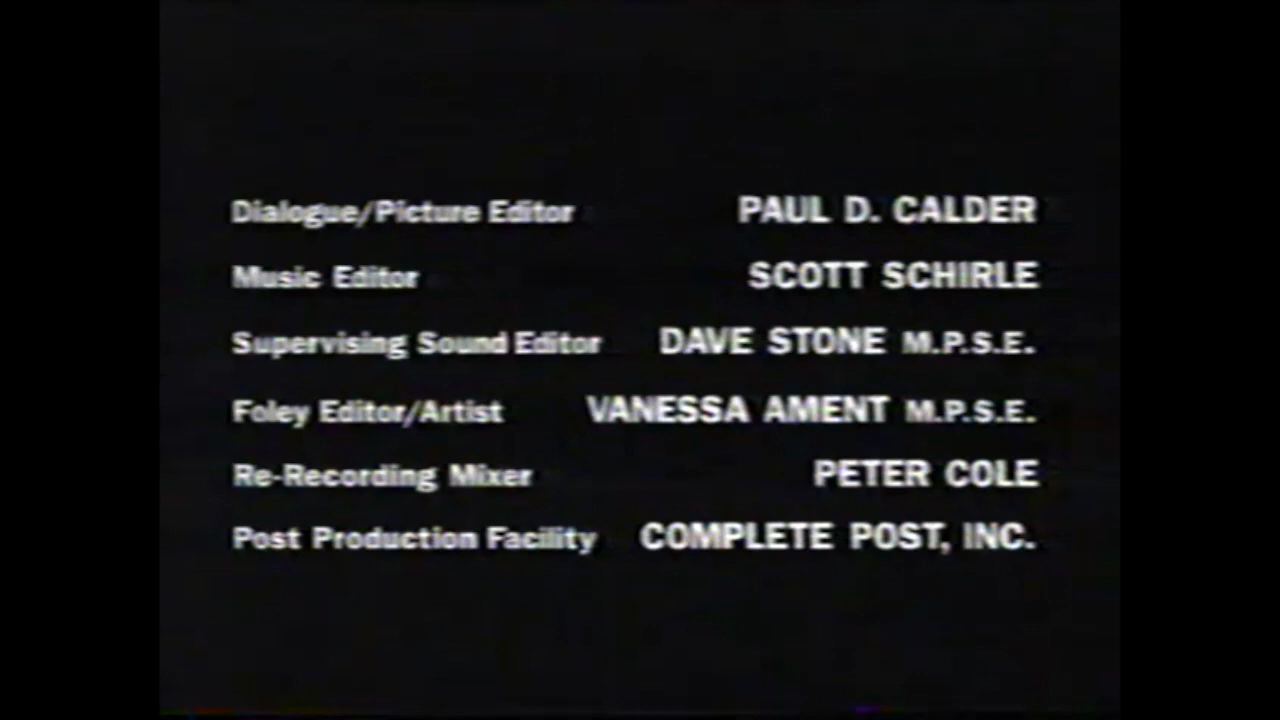 Dialogue/Picture Editor PAUL D. CALDER
Music Editor SCOTT SCHIRLE
Supervising Sound Editor DAVE STONE M.P.S.E.
Foley Editor/Artist VANESSA AMENT M.P.S.E.
Re-Recording Mixer PETER COLE
Post Production Facility COMPLETE POST, INC.